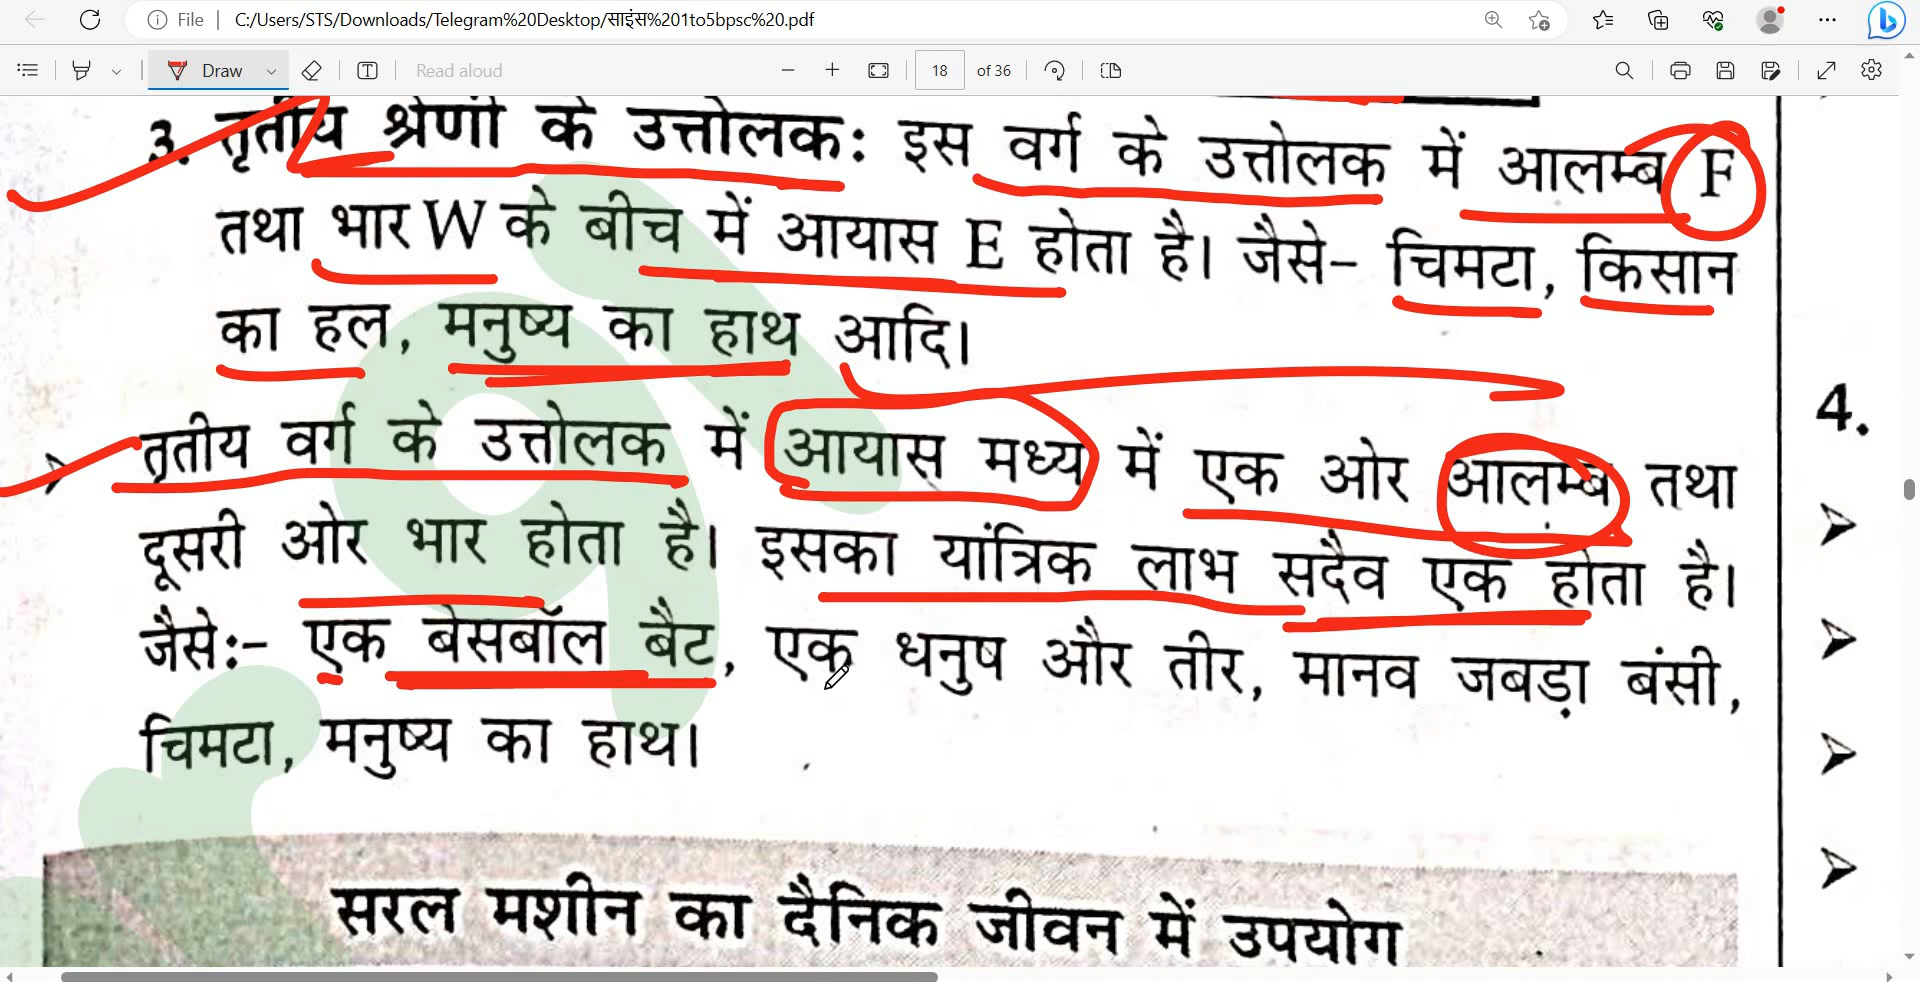 File
C:/Users/STS/Downloads/Telegram%20Desktop/साइंस%201to5bpsc%20.pdf
Draw
Read aloud
18 of 36
3. तृतीय श्रेणी के उत्तोलक: इस वर्ग के उत्तोलक में आलम्ब F
तथा भार W के बीच में आयास E होता है। जैसे- चिमटा, किसान
का हल, मनुष्य का हाथ आदि।
तृतीय वर्ग के उत्तोलक में आयास मध्य में एक ओर आलम्ब तथा
दूसरी ओर भार होता है। इसका यांत्रिक लाभ सदैव एक होता है।
जैसे:- एक बेसबॉल बैट, एक धनुष और तीर, मानव जबड़ा बंसी,
चिमटा, मनुष्य का हाथ।
सरल मशीन का दैनिक जीवन में उपयोग
4.